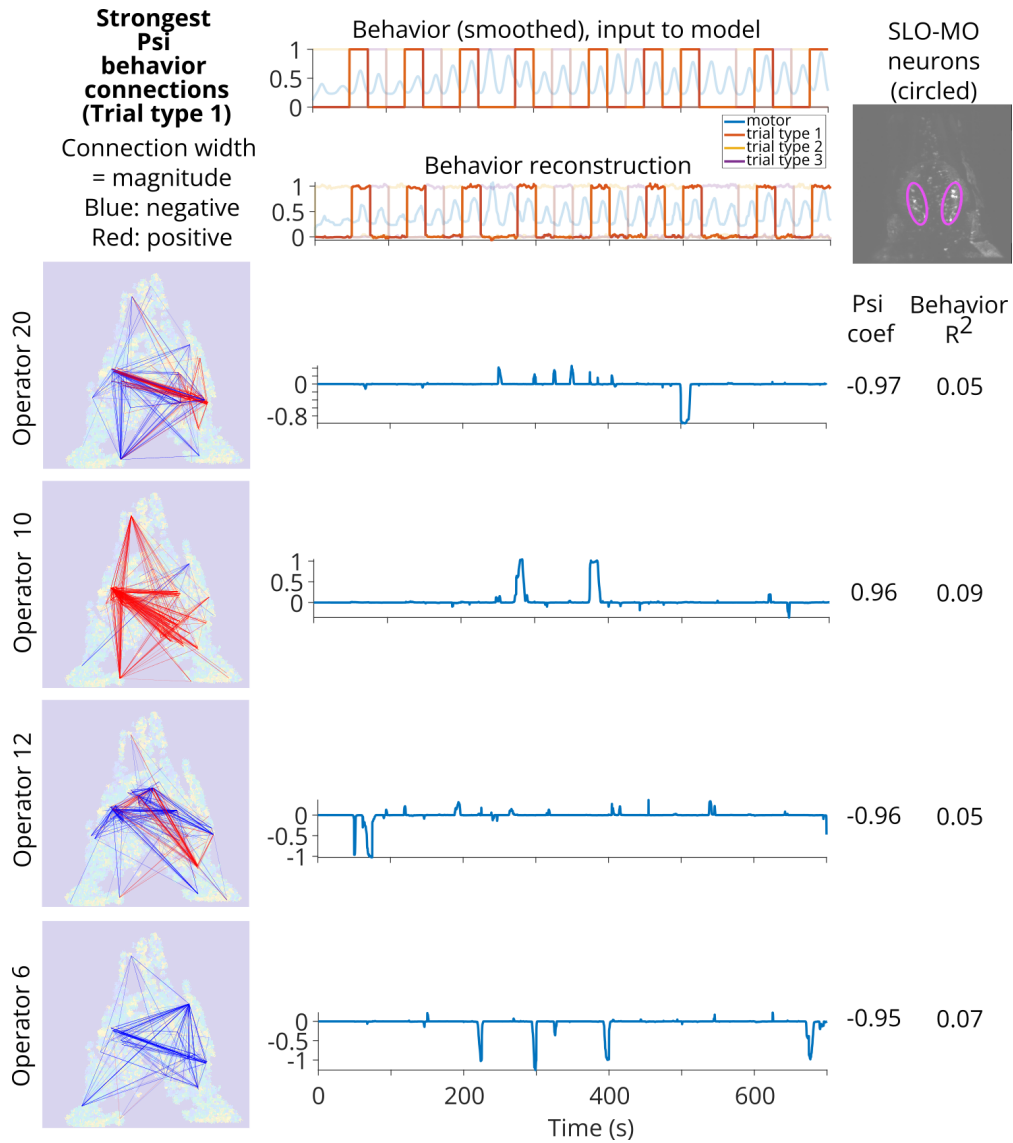 Strongest
Psi
behavior
connections
(Trial type 1)
Connection width
= magnitude
Blue: negative
Red: positive
Behavior (smoothed), input to model
1
0.5
0
motor
trial type 1
trial type 2
trial type 3
Behavior reconstruction
1
0.5
0
SLO-MO
neurons
(circled)
Psi
coef
Behavior
R²
Operator 20
0
-0.8
-0.97
0.05
Operator 10
1
0.5
0
0.96
0.09
Operator 12
0
-0.5
-1
-0.96
0.05
Operator 6
0
-0.5
-1
-0.95
0.07
0 200 400 600
Time (s)